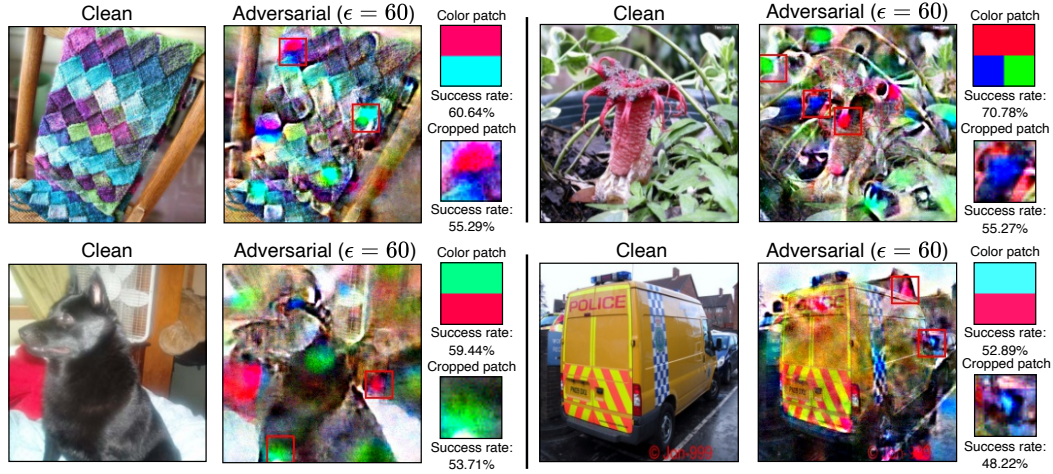 Clean
Adversarial (ϵ = 60)
Color patch
Success rate:
60.64%
Cropped patch
Success rate:
55.29%
Clean
Adversarial (ϵ = 60)
Color patch
Success rate:
70.78%
Cropped patch
Success rate:
55.27%
Clean
Adversarial (ϵ = 60)
Color patch
Success rate:
59.44%
Cropped patch
Success rate:
53.71%
Clean
POLICE
© Jon-999
Adversarial (ϵ = 60)
POLICE
Color patch
Success rate:
52.89%
Cropped patch
Success rate:
48.22%